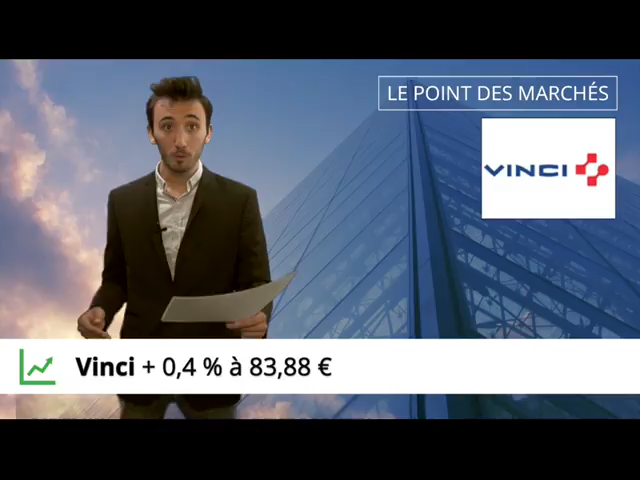 LE POINT DES MARCHÉS
VINCI
Vinci + 0,4 % à 83,88 €